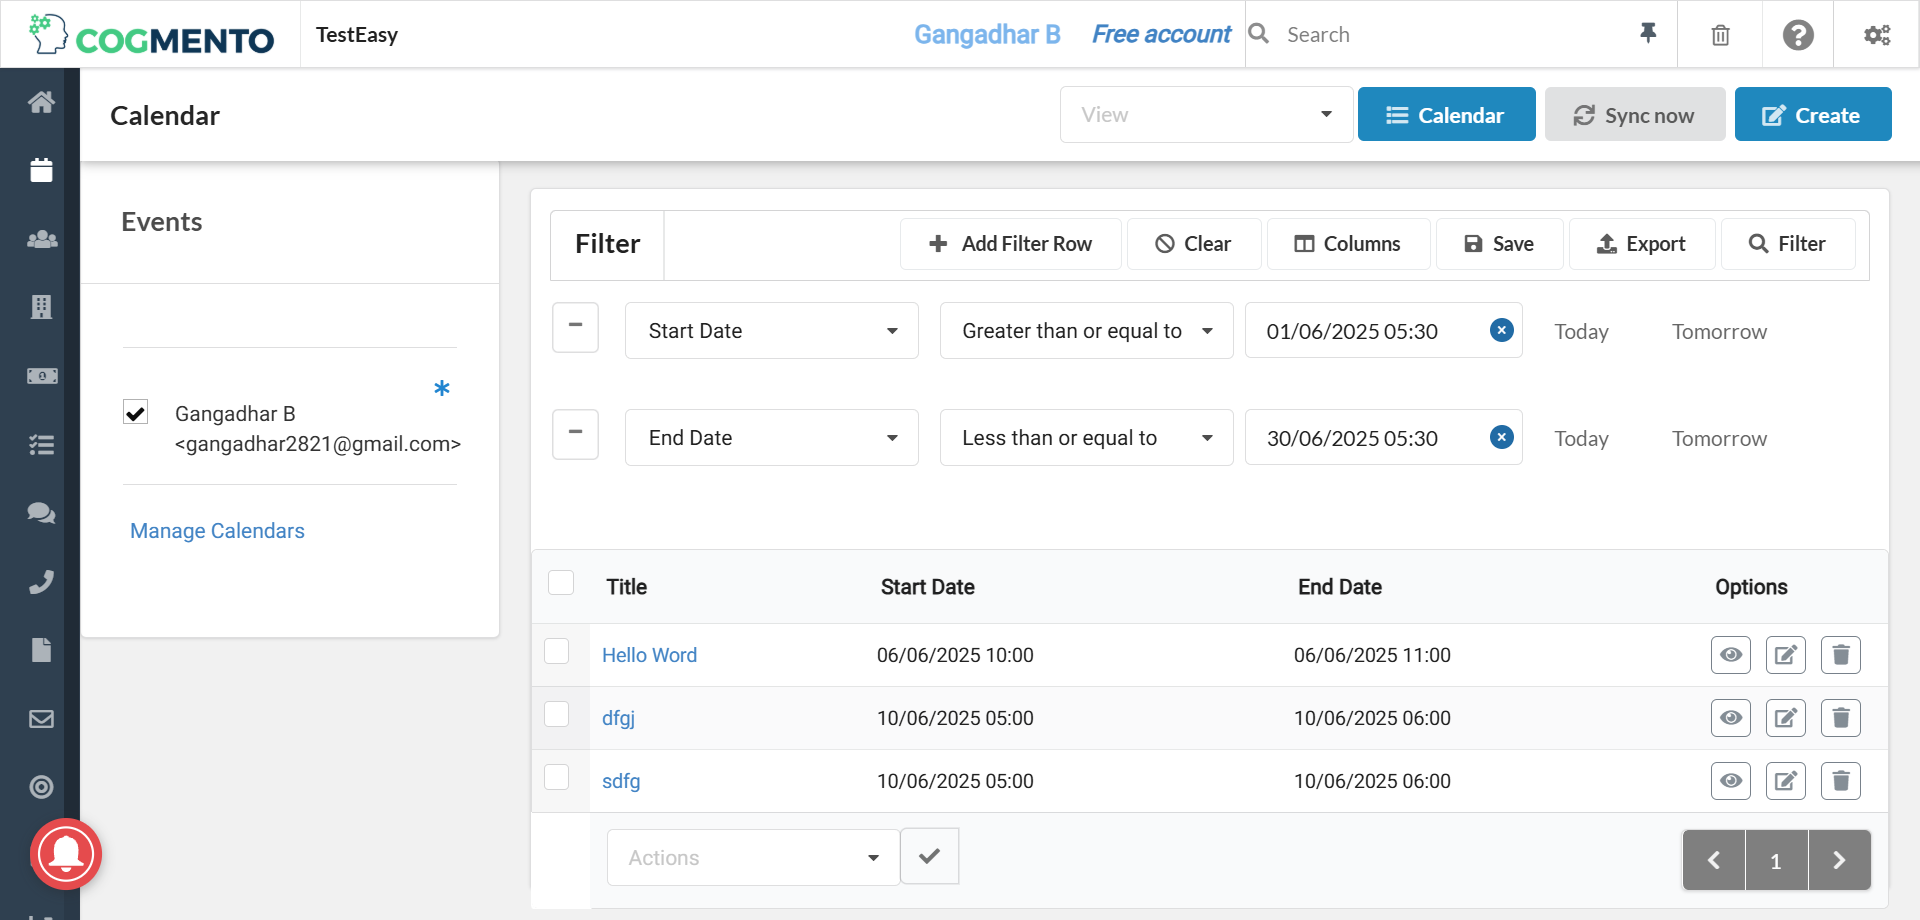 COGMENTO
TestEasy
Gangadhar B
Free account
Search
Calendar
View
Calendar
Sync now
Create
Events
Gangadhar B
<gangadhar2821@gmail.com>
Manage Calendars
Filter
Add Filter Row
Clear
Columns
Save
Export
Filter
Start Date
Greater than or equal to
01/06/2025 05:30
Today
Tomorrow
End Date
Less than or equal to
30/06/2025 05:30
Today
Tomorrow
Title
Start Date
End Date
Options
Hello Word
06/06/2025 10:00
06/06/2025 11:00
dfgj
10/06/2025 05:00
10/06/2025 06:00
sdfg
10/06/2025 05:00
10/06/2025 06:00
Actions
1